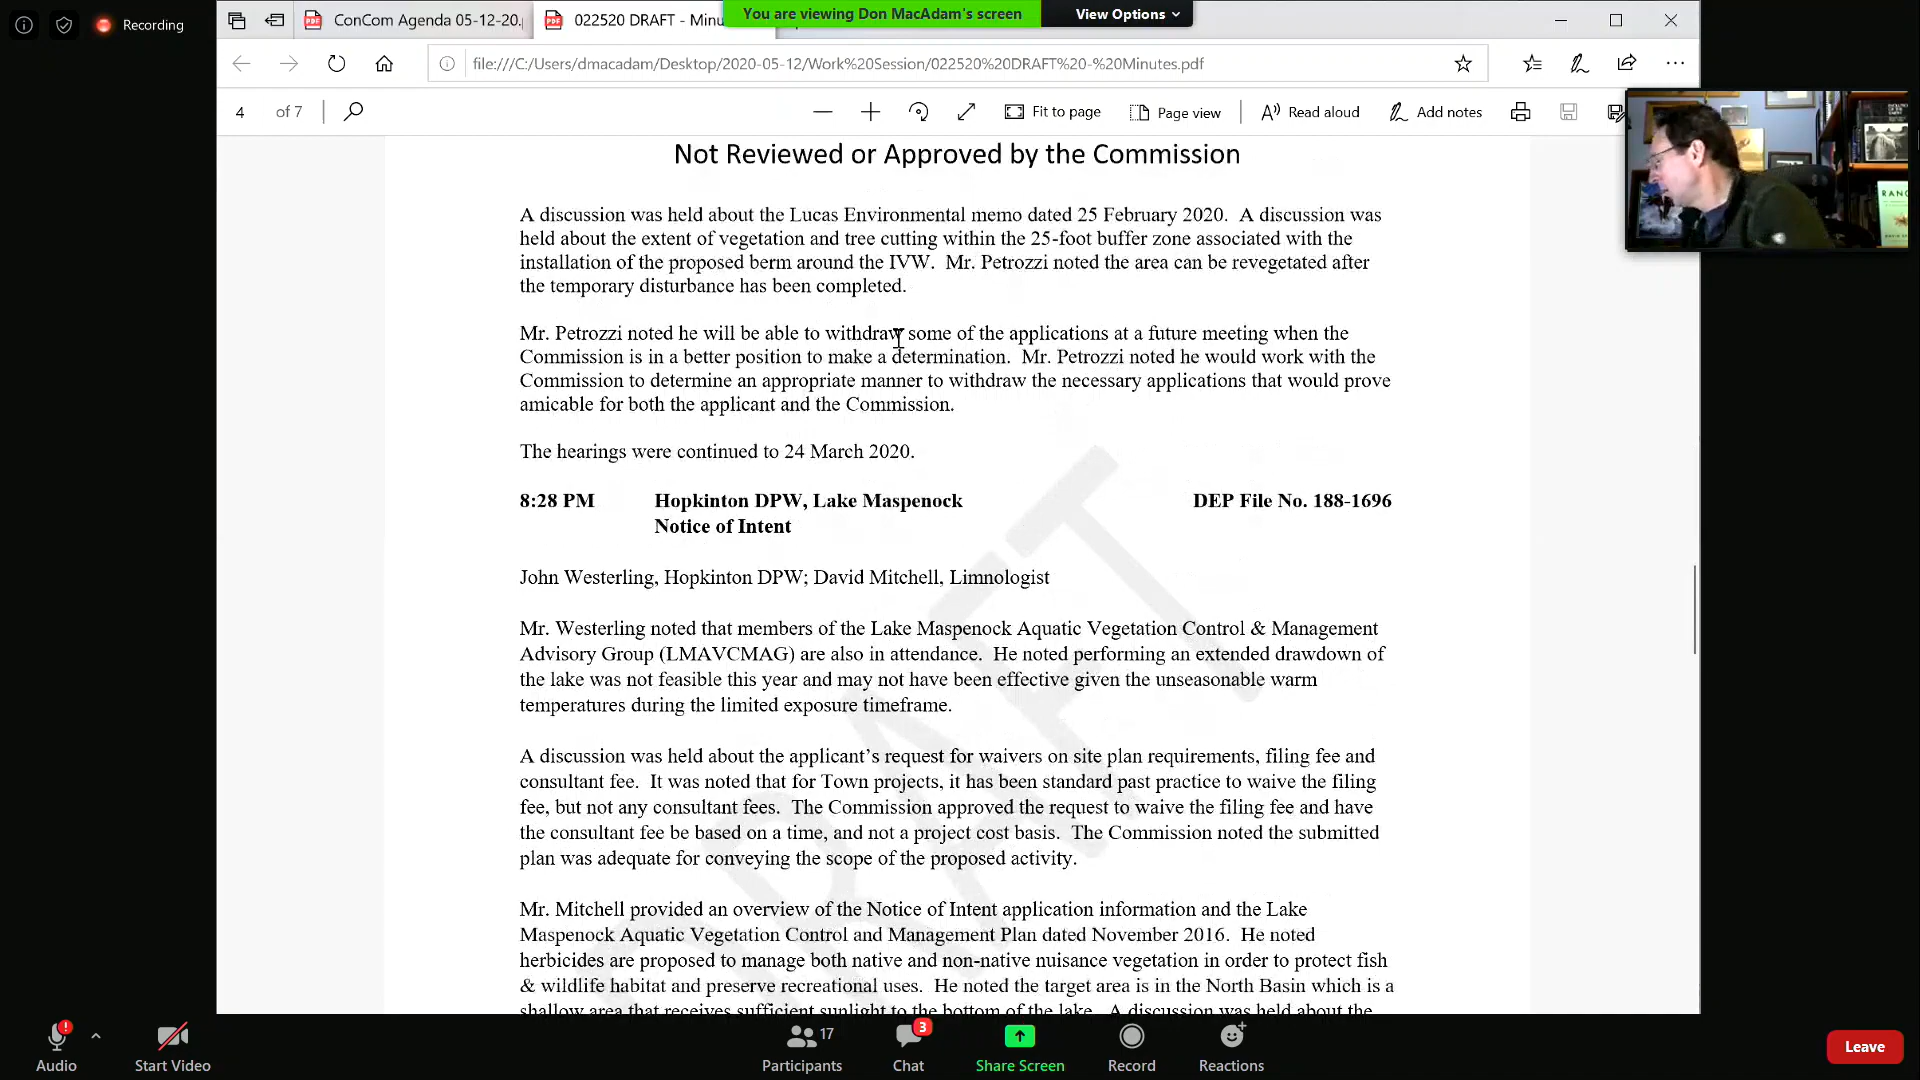 Recording
ConCom Agenda 05-12-20.
022520 DRAFT - Minu
You are viewing Don MacAdam's screen
View Options
file:///C:/Users/dmacadam/Desktop/2020-05-12/Work%20Session/022520%20DRAFT%20-%20Minutes.pdf
4 of 7
Fit to page
Page view
Read aloud
Add notes
Not Reviewed or Approved by the Commission
A discussion was held about the Lucas Environmental memo dated 25 February 2020.  A discussion was
held about the extent of vegetation and tree cutting within the 25-foot buffer zone associated with the
installation of the proposed berm around the IVW.  Mr. Petrozzi noted the area can be revegetated after
the temporary disturbance has been completed.
Mr. Petrozzi noted he will be able to withdraw some of the applications at a future meeting when the
Commission is in a better position to make a determination.  Mr. Petrozzi noted he would work with the
Commission to determine an appropriate manner to withdraw the necessary applications that would prove
amicable for both the applicant and the Commission.
The hearings were continued to 24 March 2020.
8:28 PM Hopkinton DPW, Lake Maspenock DEP File No. 188-1696
Notice of Intent
John Westerling, Hopkinton DPW; David Mitchell, Limnologist
Mr. Westerling noted that members of the Lake Maspenock Aquatic Vegetation Control & Management
Advisory Group (LMAVCMAG) are also in attendance.  He noted performing an extended drawdown of
the lake was not feasible this year and may not have been effective given the unseasonable warm
temperatures during the limited exposure timeframe.
A discussion was held about the applicant's request for waivers on site plan requirements, filing fee and
consultant fee.  It was noted that for Town projects, it has been standard past practice to waive the filing
fee, but not any consultant fees.  The Commission approved the request to waive the filing fee and have
the consultant fee be based on a time, and not a project cost basis.  The Commission noted the submitted
plan was adequate for conveying the scope of the proposed activity.
Mr. Mitchell provided an overview of the Notice of Intent application information and the Lake
Maspenock Aquatic Vegetation Control and Management Plan dated November 2016.  He noted
herbicides are proposed to manage both native and non-native nuisance vegetation in order to protect fish
& wildlife habitat and preserve recreational uses.  He noted the target area is in the North Basin which is a
shallow area that receives sufficient sunlight to the bottom of the lake.  A discussion was held about the
DRAFT
RAN
Audio
Start Video
Participants 17
Chat 3
Share Screen
Record
Reactions
Leave